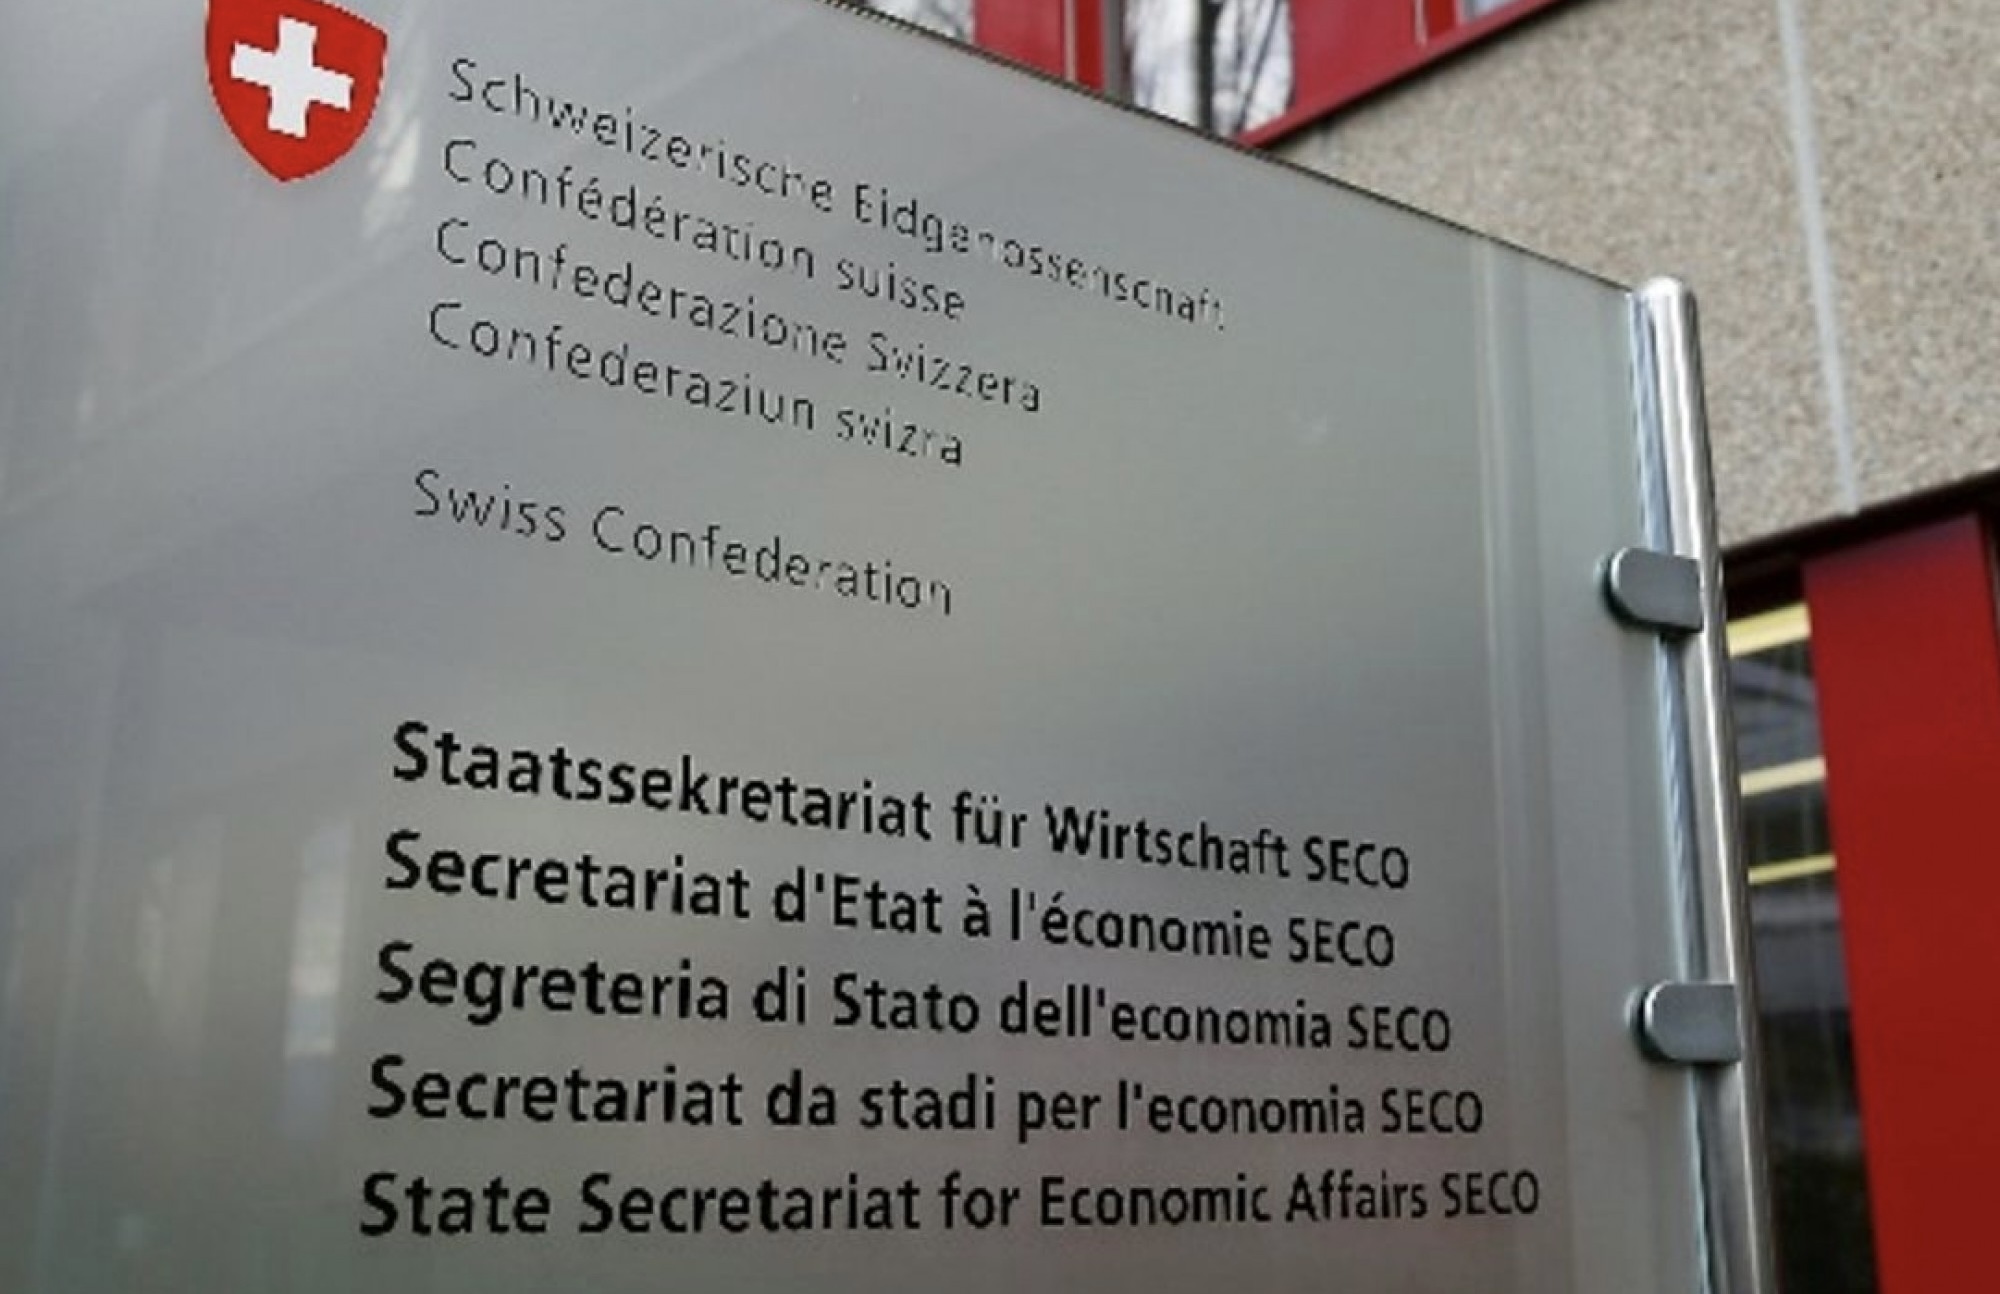 Schweizerische Eidgenossenschaft
Confédération suisse
Confederazione Svizzera
Confederaziun svizra
Swiss Confederation
Staatssekretariat für Wirtschaft SECO
Secrétariat d'Etat à l'économie SECO
Segreteria di Stato dell'economia SECO
Secretariat da stadi per l'economia SECO
State Secretariat for Economic Affairs SECO